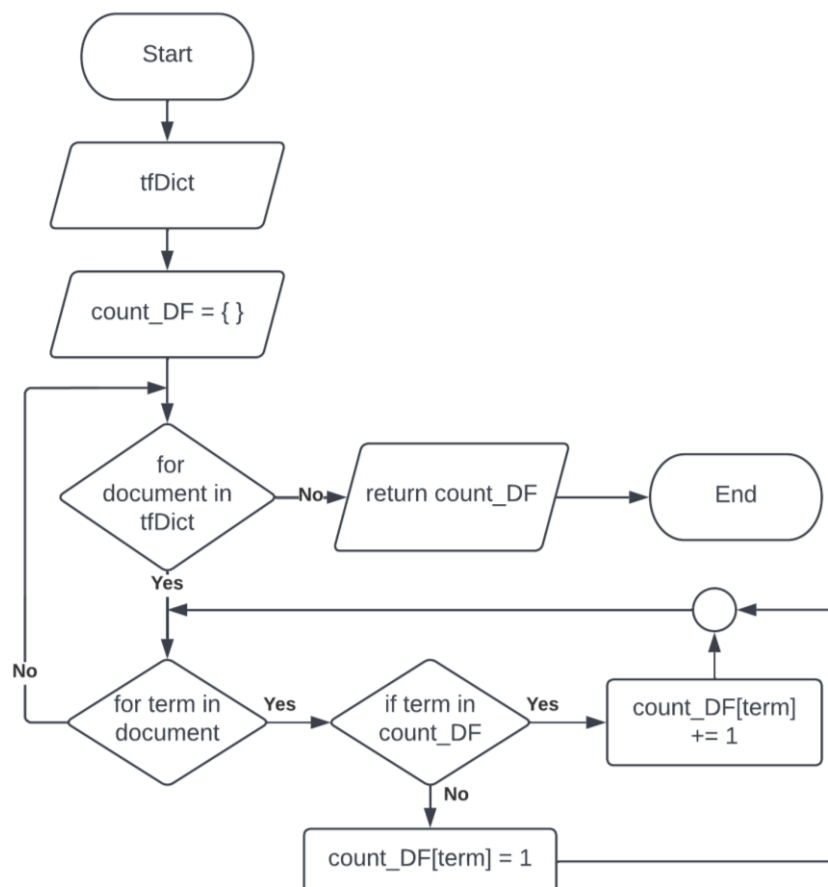 Start
tfDict
count_DF = { }
for
document in
tfDict
No
return count_DF
End
Yes
No
for term in
document
Yes
if term in
count_DF
Yes
count_DF[term]
+= 1
No
count_DF[term] = 1